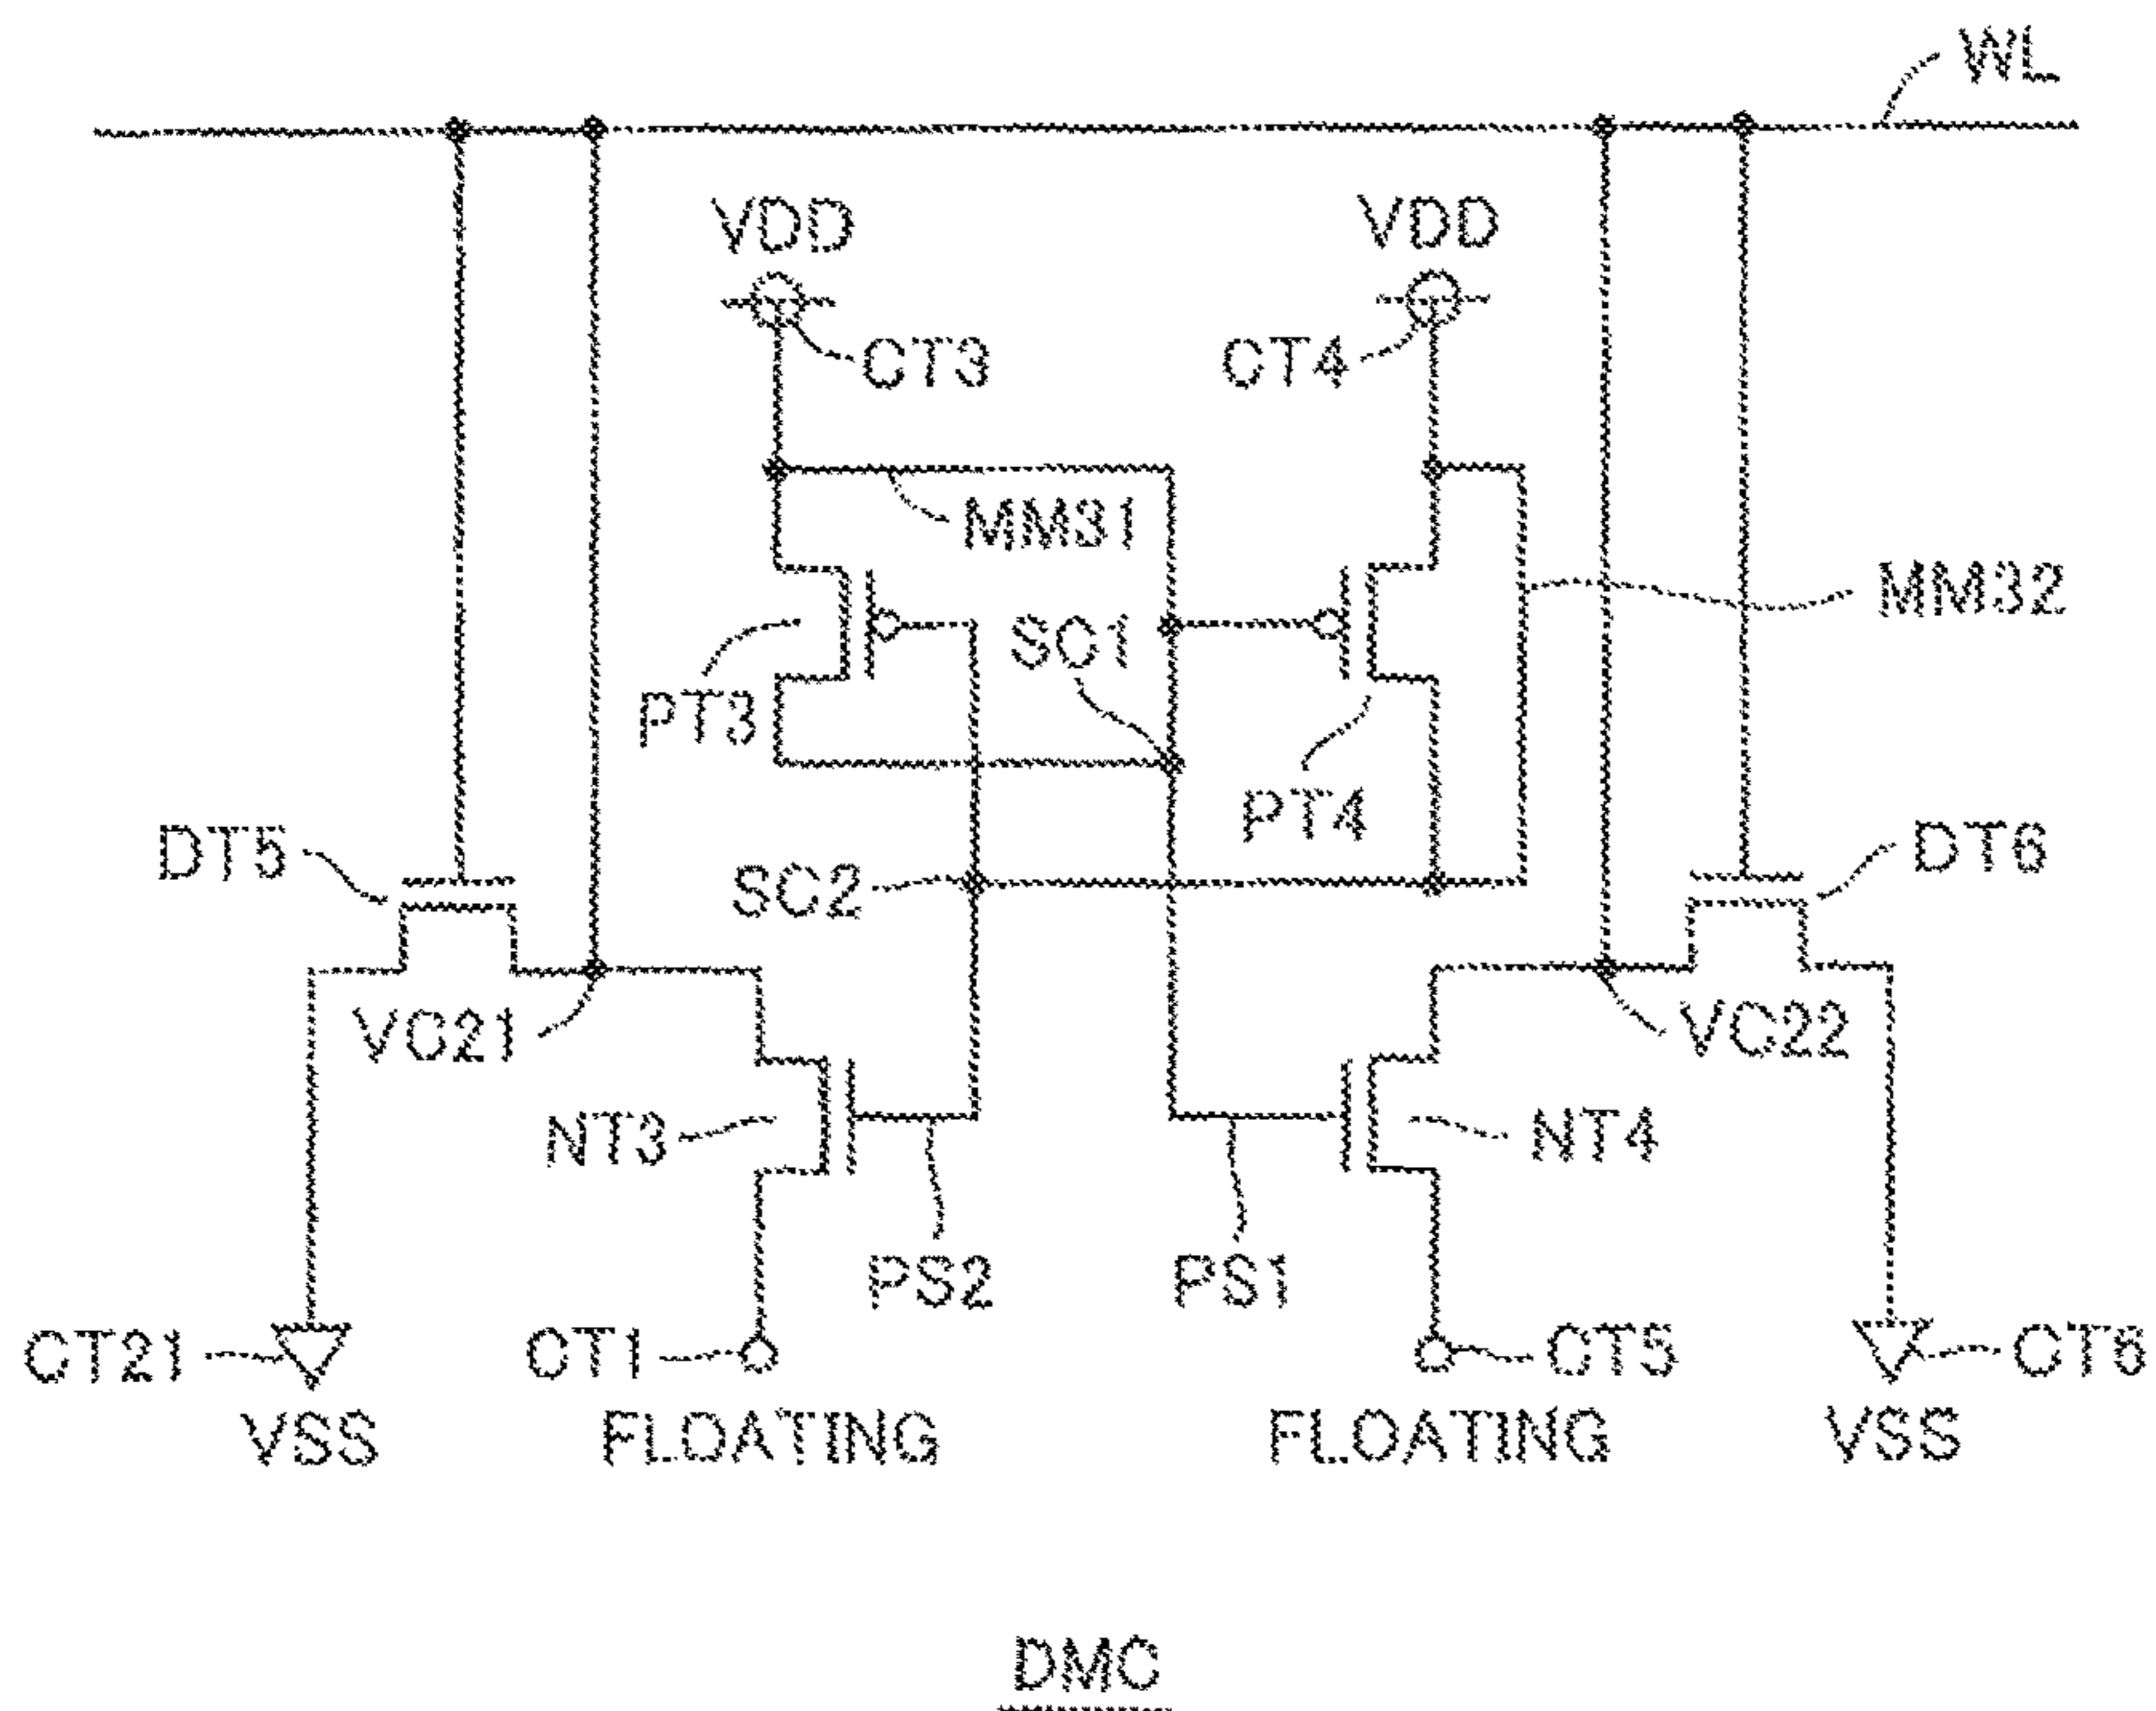 WL
VDD VDD
CT3 CT4
MM31
MM32
SC1
PT3
PT4
DT5 DT6
SC2
VC21 VC22
NT3 NT4
PS2 PS1
CT21 CT1 CT5 CT6
VSS FLOATING FLOATING VSS
DMC